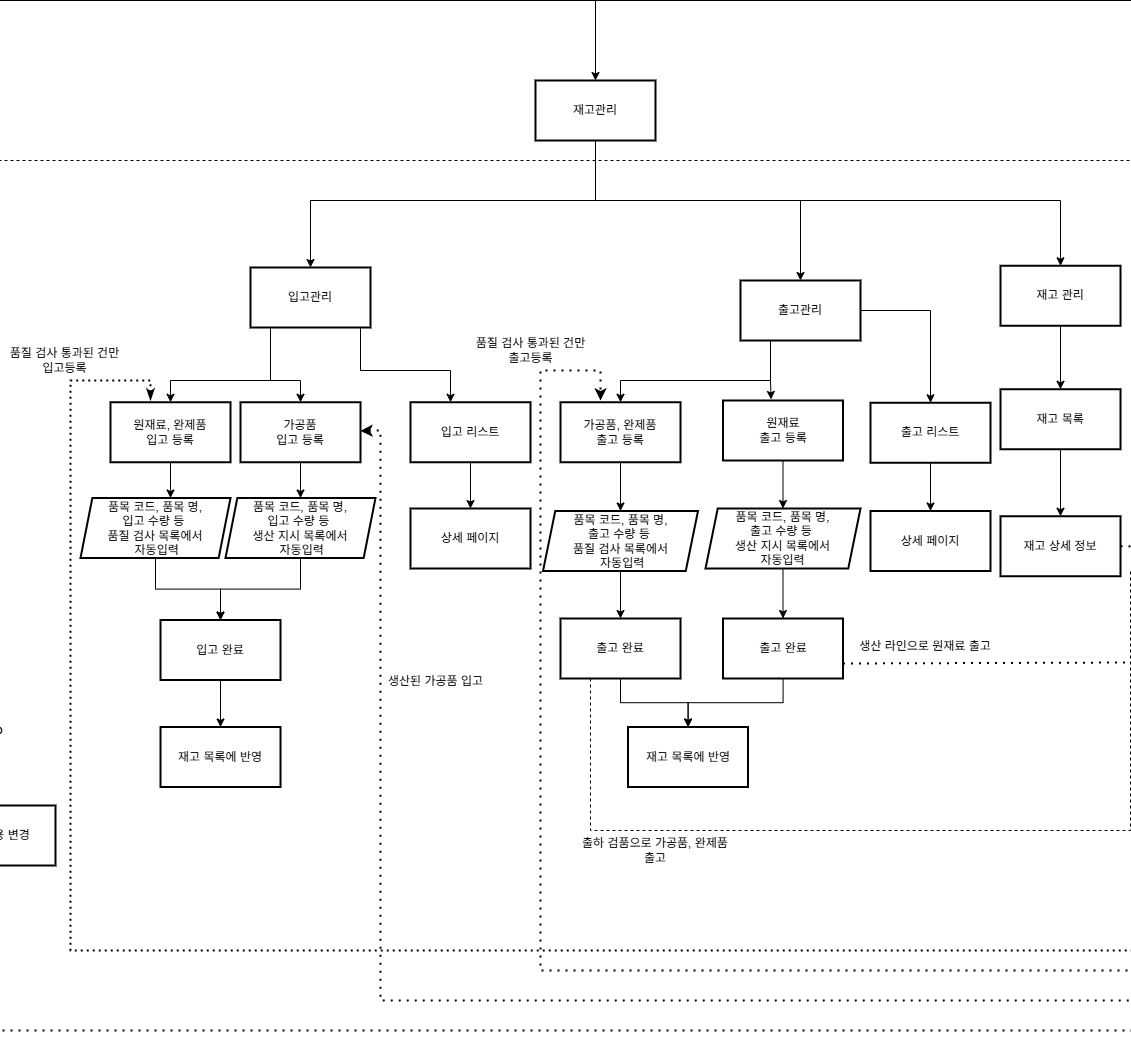 재고관리
입고관리
출고관리
재고 관리
품질 검사 통과된 건만
입고등록
품질 검사 통과된 건만
출고등록
원재료, 완제품
입고 등록
가공품
입고 등록
입고 리스트
가공품, 완제품
출고 등록
원재료
출고 등록
출고 리스트
재고 목록
품목 코드, 품목 명,
입고 수량 등
품질 검사 목록에서
자동입력
품목 코드, 품목 명,
입고 수량 등
생산 지시 목록에서
자동입력
상세 페이지
품목 코드, 품목 명,
출고 수량 등
품질 검사 목록에서
자동입력
품목 코드, 품목 명,
출고 수량 등
생산 지시 목록에서
자동입력
상세 페이지
재고 상세 정보
입고 완료
출고 완료
출고 완료
생산 라인으로 원재료 출고
생산된 가공품 입고
재고 목록에 반영
재고 목록에 반영
변경
출하 검품으로 가공품, 완제품
출고